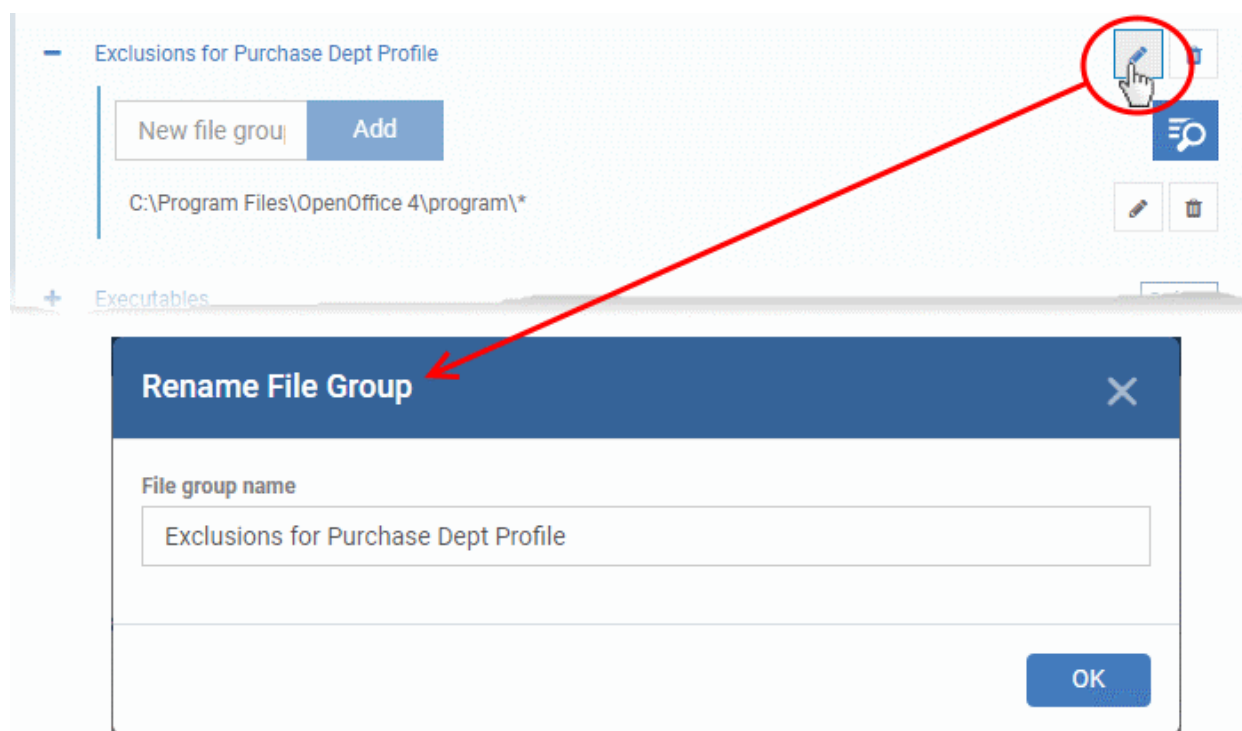 Exclusions for Purchase Dept Profile
New file grou
Add
C:\Program Files\OpenOffice 4\program\*
Executables
Rename File Group
File group name
Exclusions for Purchase Dept Profile
OK